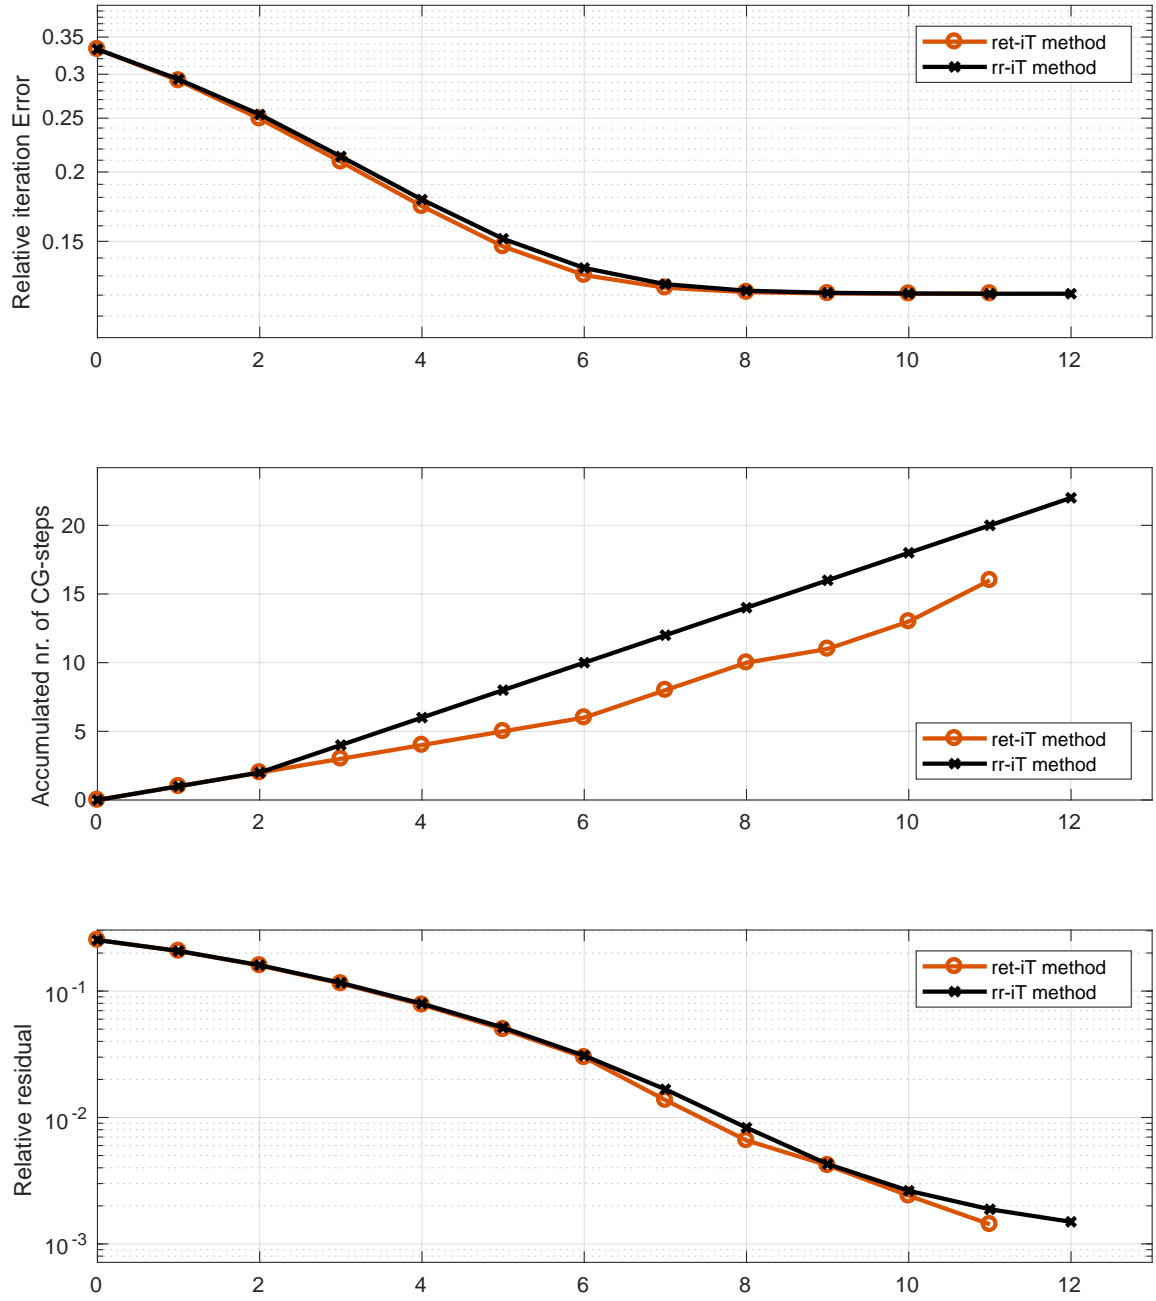 Relative iteration Error
0.35
0.3
0.25
0.2
0.15
ret-iT method
rr-iT method
0 2 4 6 8 10 12
Accumulated nr. of CG-steps
20
15
10
5
0
ret-iT method
rr-iT method
0 2 4 6 8 10 12
Relative residual
10^-1
10^-2
10^-3
ret-iT method
rr-iT method
0 2 4 6 8 10 12